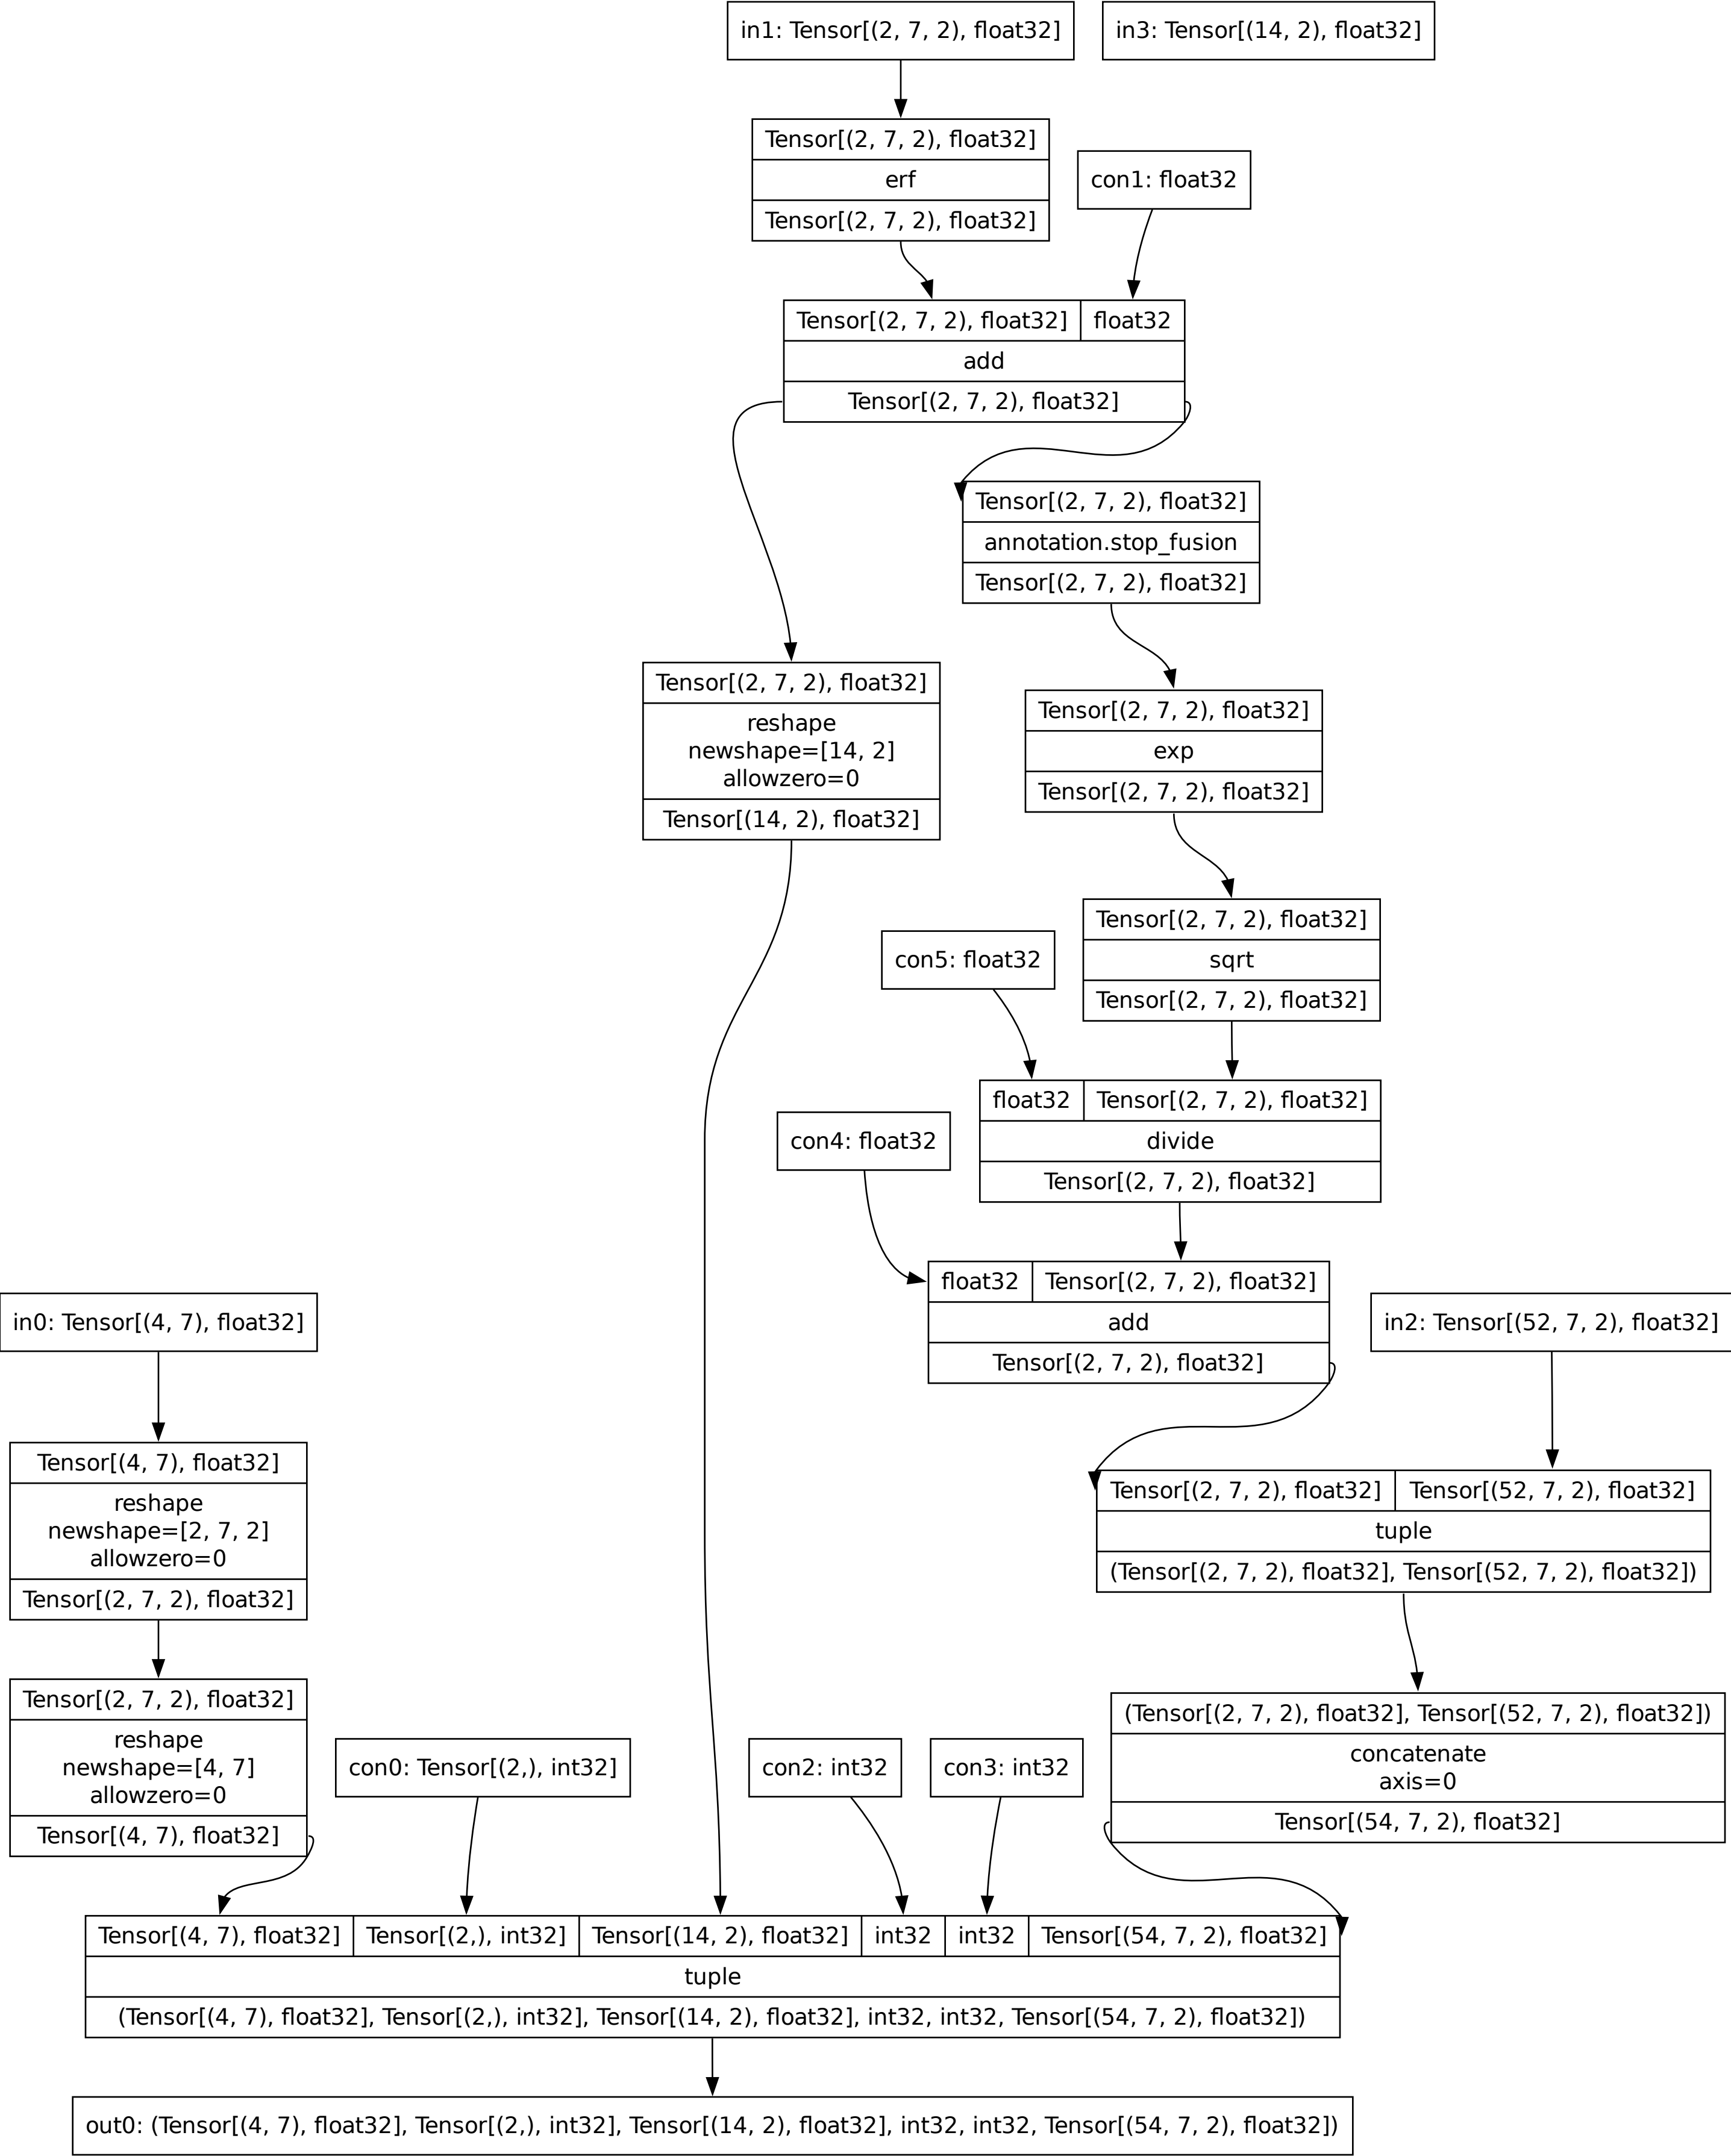 in1: Tensor[(2, 7, 2), float32]
in3: Tensor[(14, 2), float32]
Tensor[(2, 7, 2), float32]
erf
Tensor[(2, 7, 2), float32]
con1: float32
Tensor[(2, 7, 2), float32]
float32
add
Tensor[(2, 7, 2), float32]
Tensor[(2, 7, 2), float32]
annotation.stop_fusion
Tensor[(2, 7, 2), float32]
Tensor[(2, 7, 2), float32]
reshape
newshape=[14, 2]
allowzero=0
Tensor[(14, 2), float32]
Tensor[(2, 7, 2), float32]
exp
Tensor[(2, 7, 2), float32]
Tensor[(2, 7, 2), float32]
sqrt
Tensor[(2, 7, 2), float32]
con5: float32
float32
Tensor[(2, 7, 2), float32]
divide
Tensor[(2, 7, 2), float32]
con4: float32
float32
Tensor[(2, 7, 2), float32]
add
Tensor[(2, 7, 2), float32]
in0: Tensor[(4, 7), float32]
in2: Tensor[(52, 7, 2), float32]
Tensor[(4, 7), float32]
reshape
newshape=[2, 7, 2]
allowzero=0
Tensor[(2, 7, 2), float32]
Tensor[(2, 7, 2), float32]
Tensor[(52, 7, 2), float32]
tuple
(Tensor[(2, 7, 2), float32], Tensor[(52, 7, 2), float32])
Tensor[(2, 7, 2), float32]
reshape
newshape=[4, 7]
allowzero=0
Tensor[(4, 7), float32]
con0: Tensor[(2,), int32]
con2: int32
con3: int32
(Tensor[(2, 7, 2), float32], Tensor[(52, 7, 2), float32])
concatenate
axis=0
Tensor[(54, 7, 2), float32]
Tensor[(4, 7), float32]
Tensor[(2,), int32]
Tensor[(14, 2), float32]
int32
int32
Tensor[(54, 7, 2), float32]
tuple
(Tensor[(4, 7), float32], Tensor[(2,), int32], Tensor[(14, 2), float32], int32, int32, Tensor[(54, 7, 2), float32])
out0: (Tensor[(4, 7), float32], Tensor[(2,), int32], Tensor[(14, 2), float32], int32, int32, Tensor[(54, 7, 2), float32])